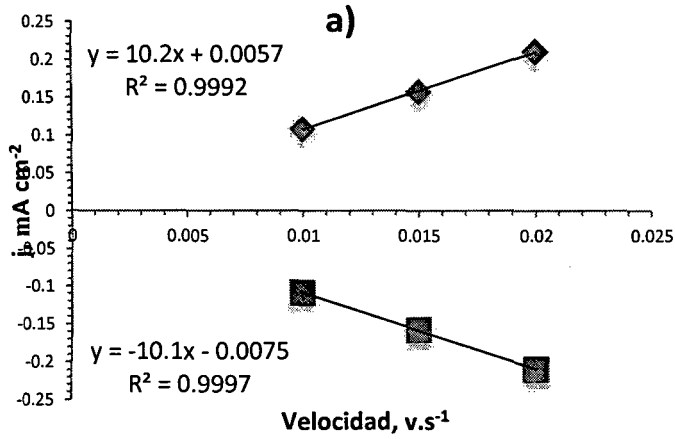 a)
0.25
y = 10.2x + 0.0057
0.2
R² = 0.9992
0.15
0.1
0.05
j, mA cm⁻²
0
0 0.005 0.01 0.015 0.02 0.025
-0.05
-0.1
-0.15
y = -10.1x - 0.0075
-0.2
R² = 0.9997
-0.25
Velocidad, v.s⁻¹